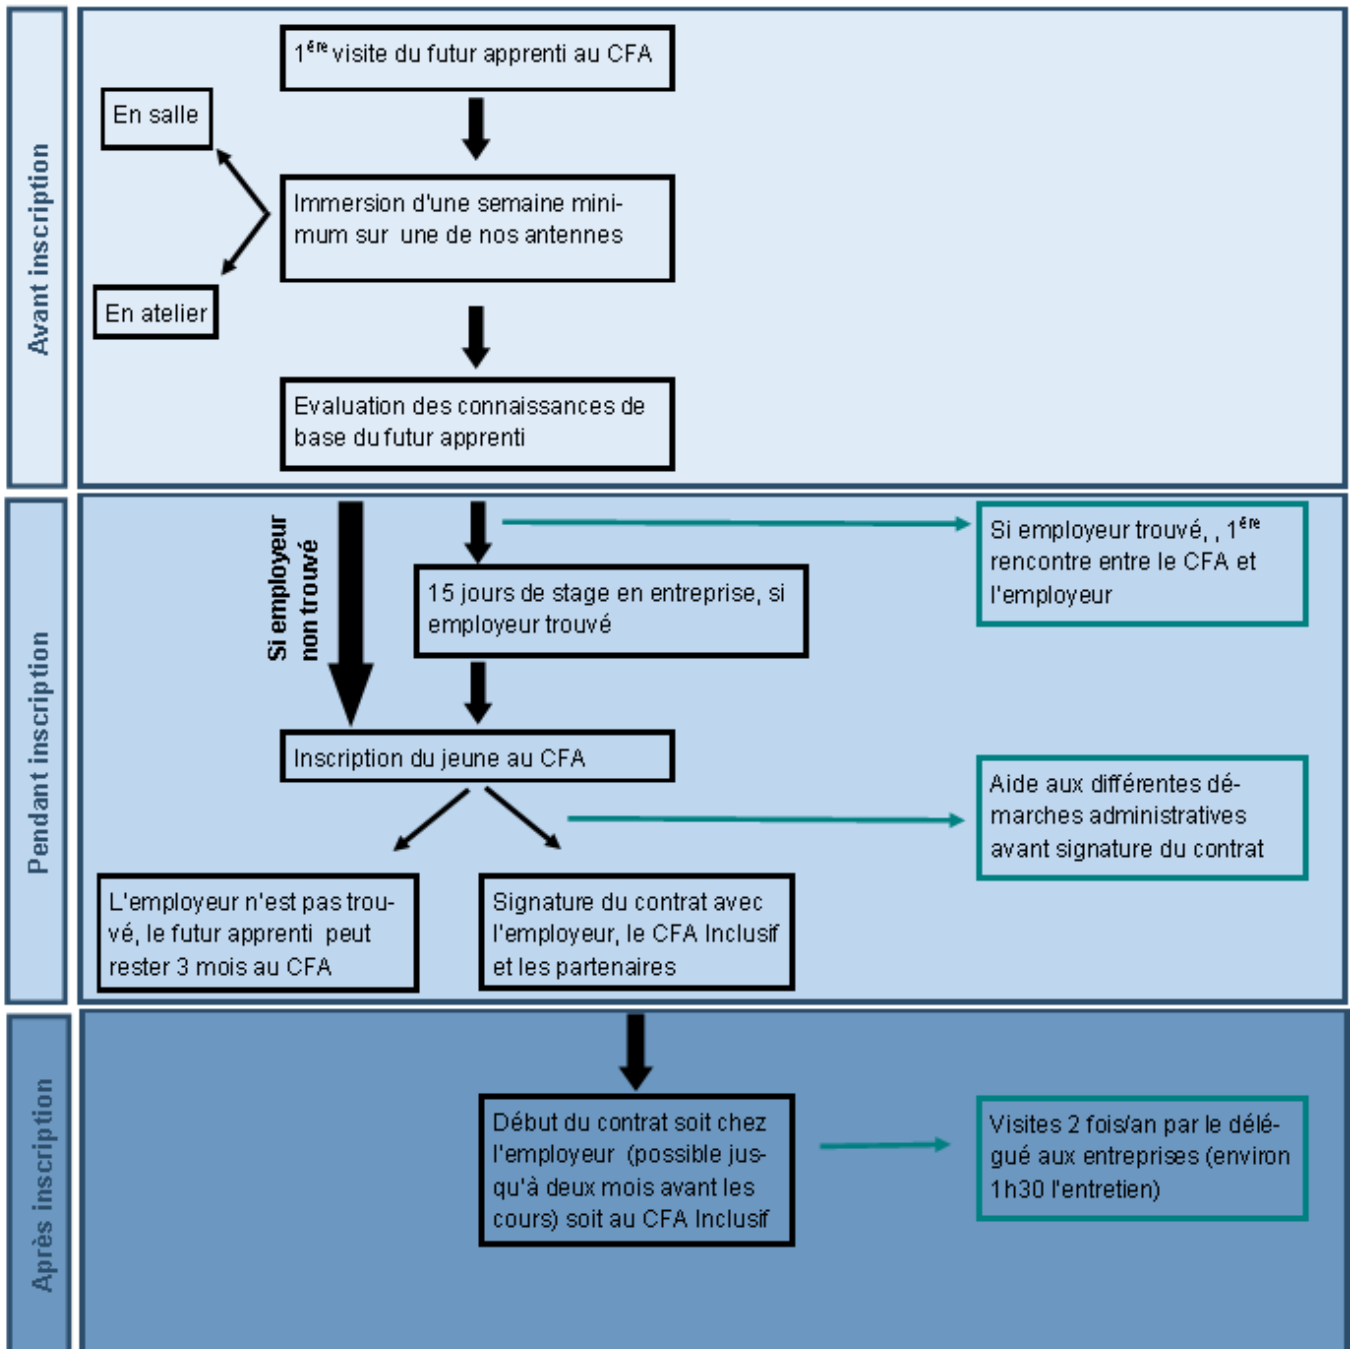 Avant inscription
1ére visite du futur apprenti au CFA
En salle
Immersion d'une semaine mini-
mum sur une de nos antennes
En atelier
Evaluation des connaissances de
base du futur apprenti
Pendant inscription
Si employeur
non trouvé
Si employeur trouvé, , 1ére
rencontre entre le CFA et
l'employeur
15 jours de stage en entreprise, si
employeur trouvé
Inscription du jeune au CFA
Aide aux différentes dé-
marches administratives
avant signature du contrat
L'employeur n'est pas trou-
vé, le futur apprenti peut
rester 3 mois au CFA
Signature du contrat avec
l'employeur, le CFA Inclusif
et les partenaires
Après inscription
Début du contrat soit chez
l'employeur (possible jus-
qu'à deux mois avant les
cours) soit au CFA Inclusif
Visites 2 fois/an par le délé-
gué aux entreprises (environ
1h30 l'entretien)